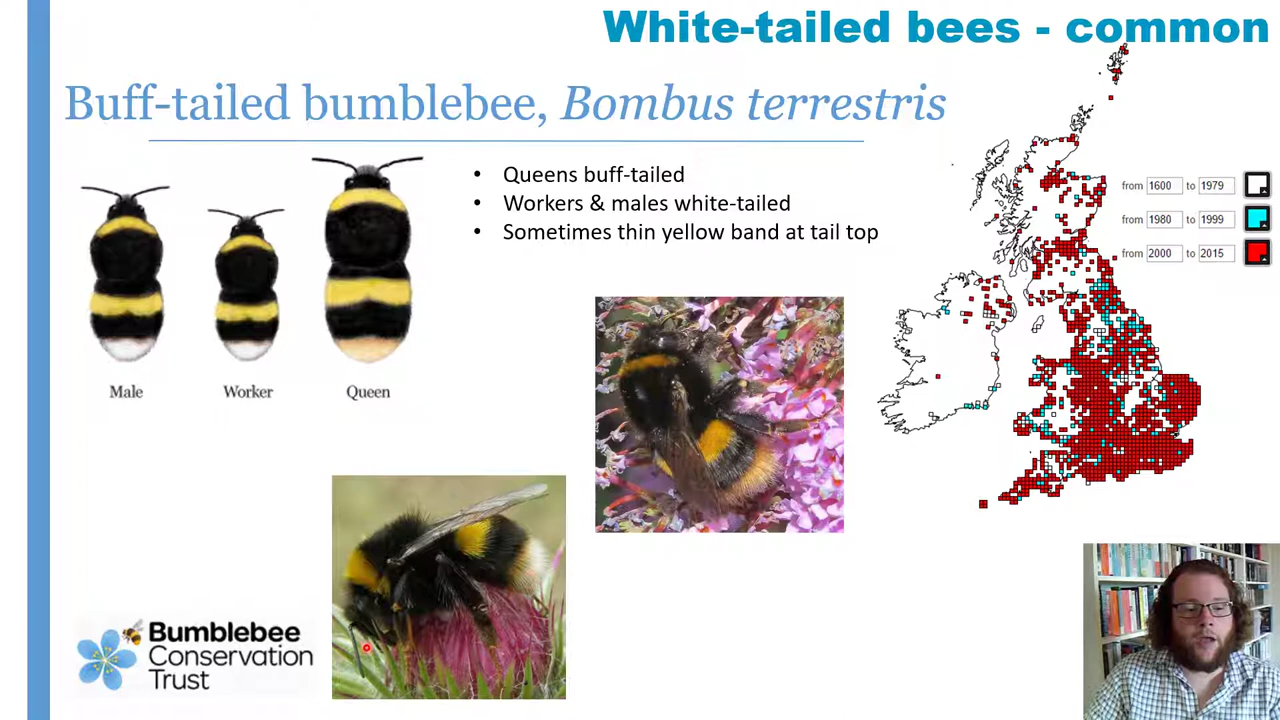 White-tailed bees - common
Buff-tailed bumblebee, Bombus terrestris
• Queens buff-tailed
• Workers & males white-tailed
• Sometimes thin yellow band at tail top
from 1600 to 1979
from 1980 to 1999
from 2000 to 2015
Male Worker Queen
Bumblebee
Conservation
Trust